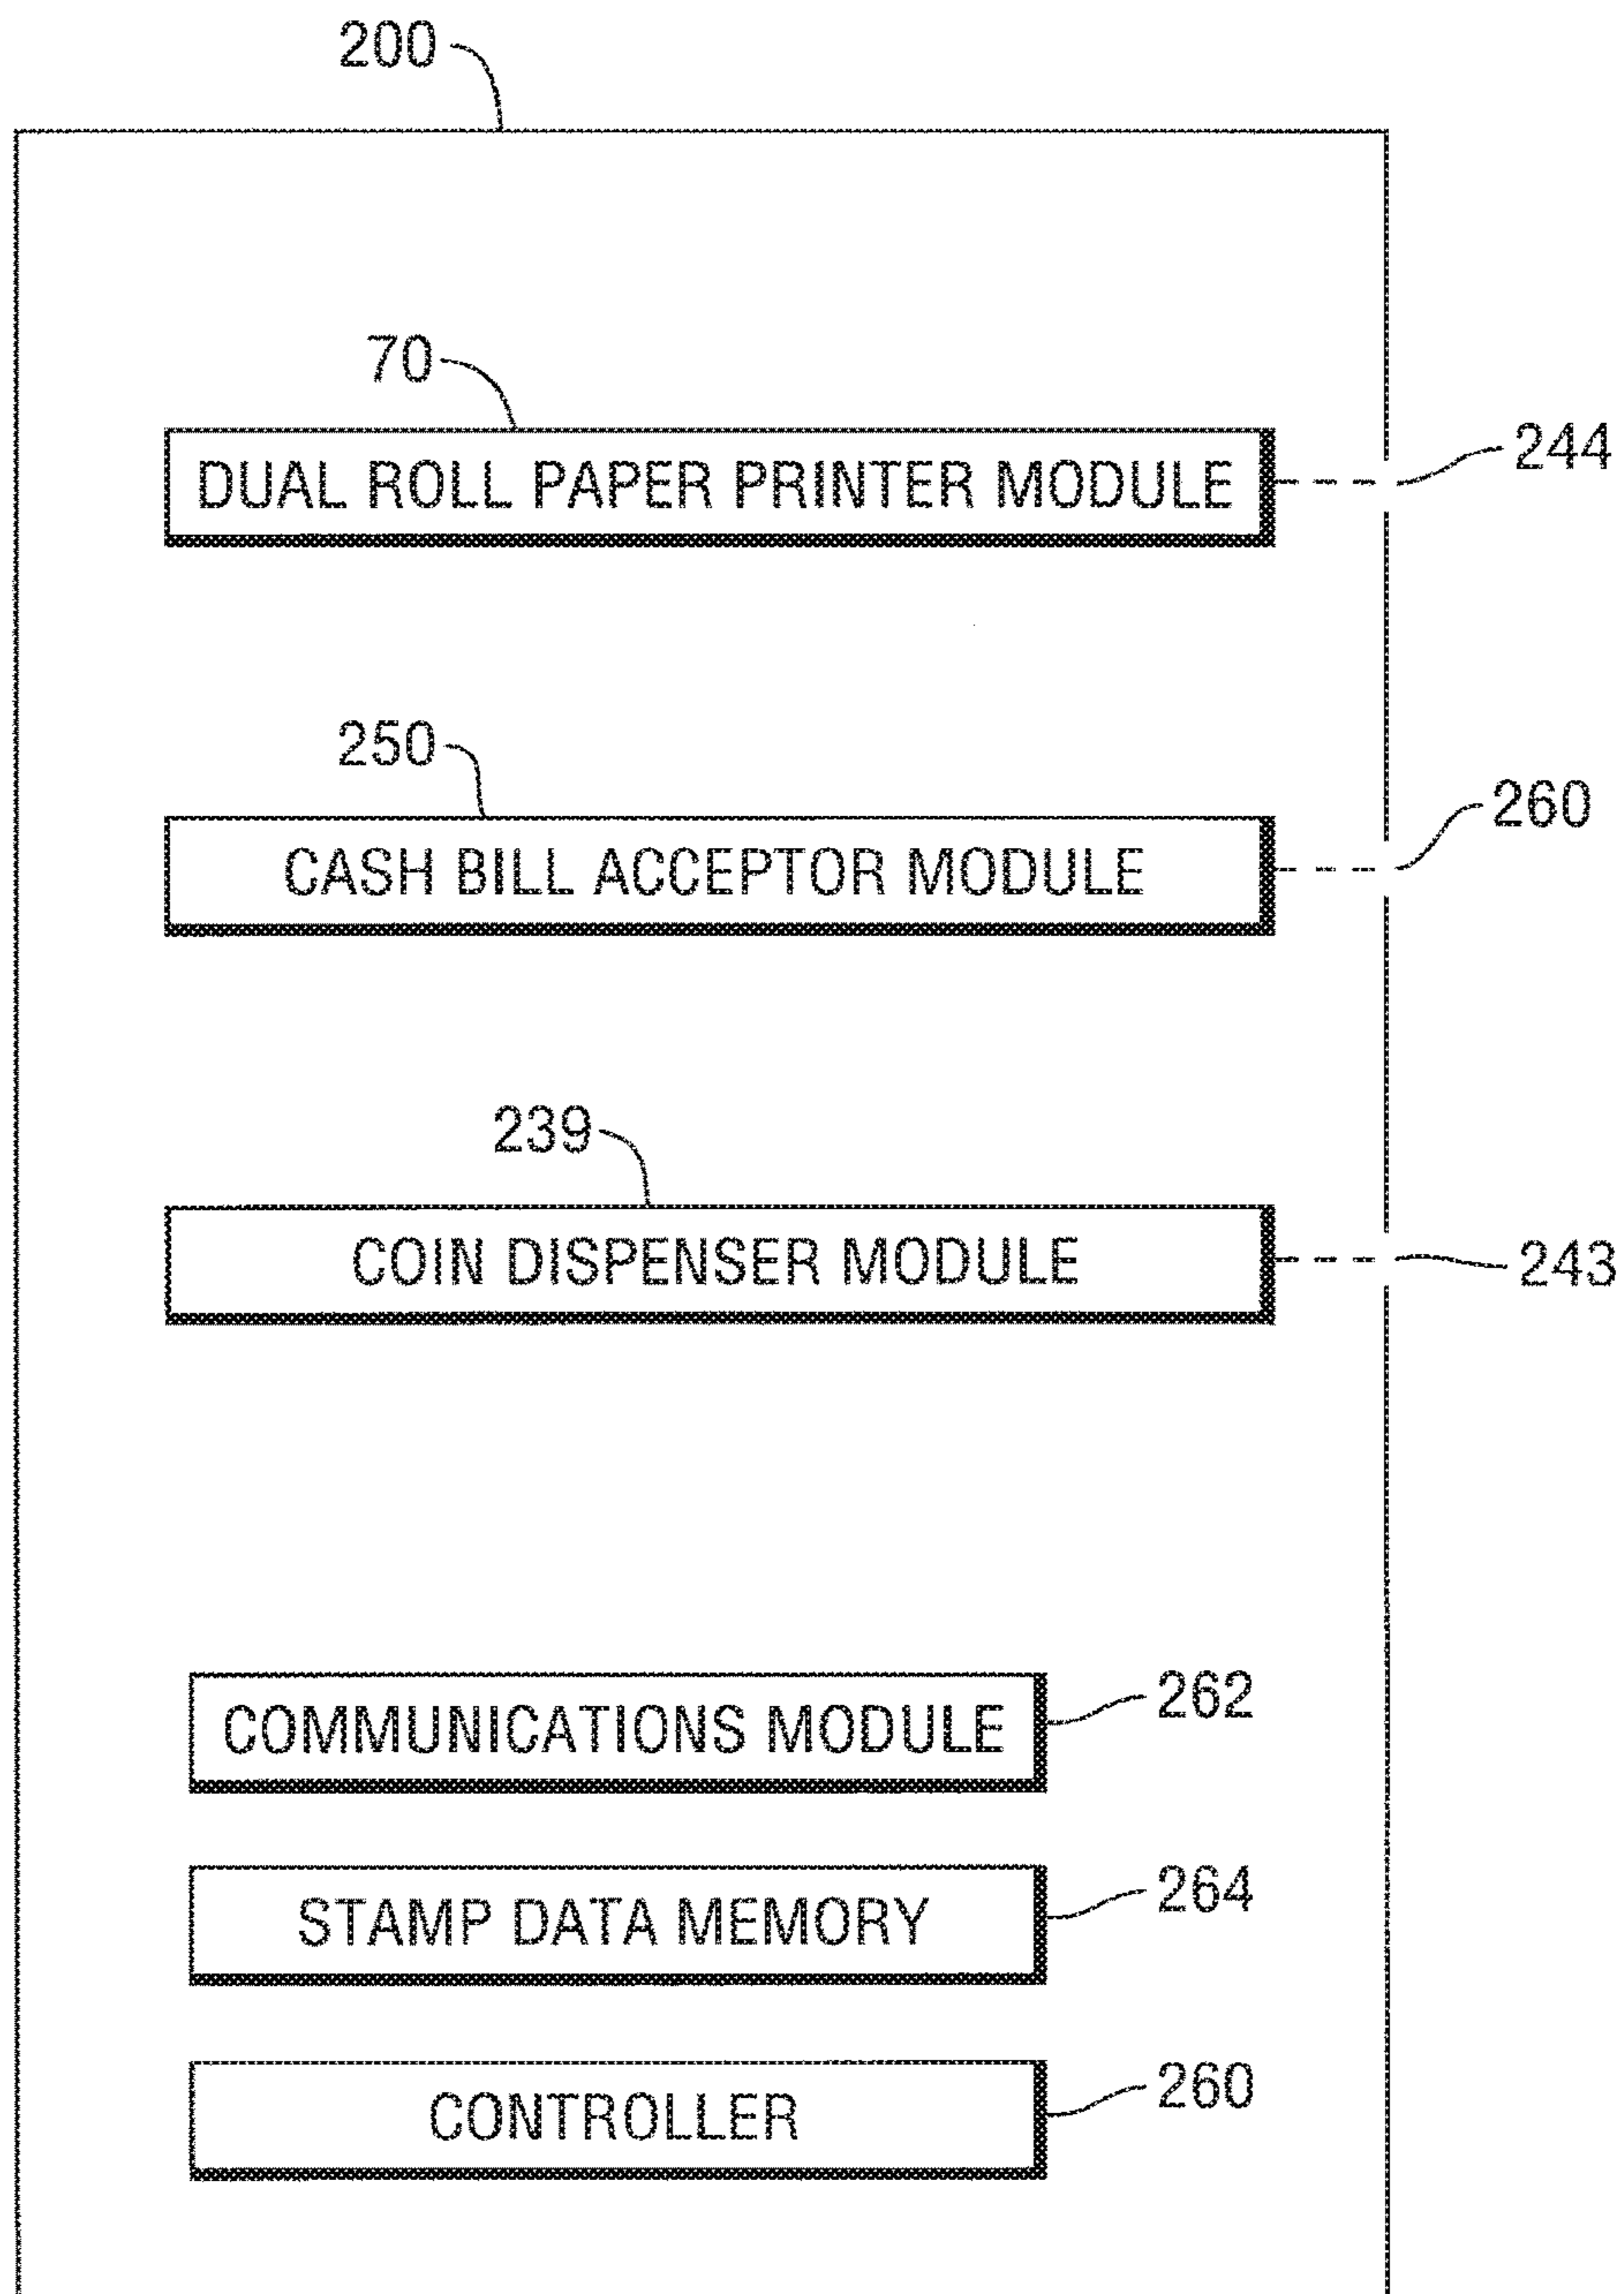 200
70
DUAL ROLL PAPER PRINTER MODULE
244
250
CASH BILL ACCEPTOR MODULE
260
239
COIN DISPENSER MODULE
243
COMMUNICATIONS MODULE
262
STAMP DATA MEMORY
264
CONTROLLER
260